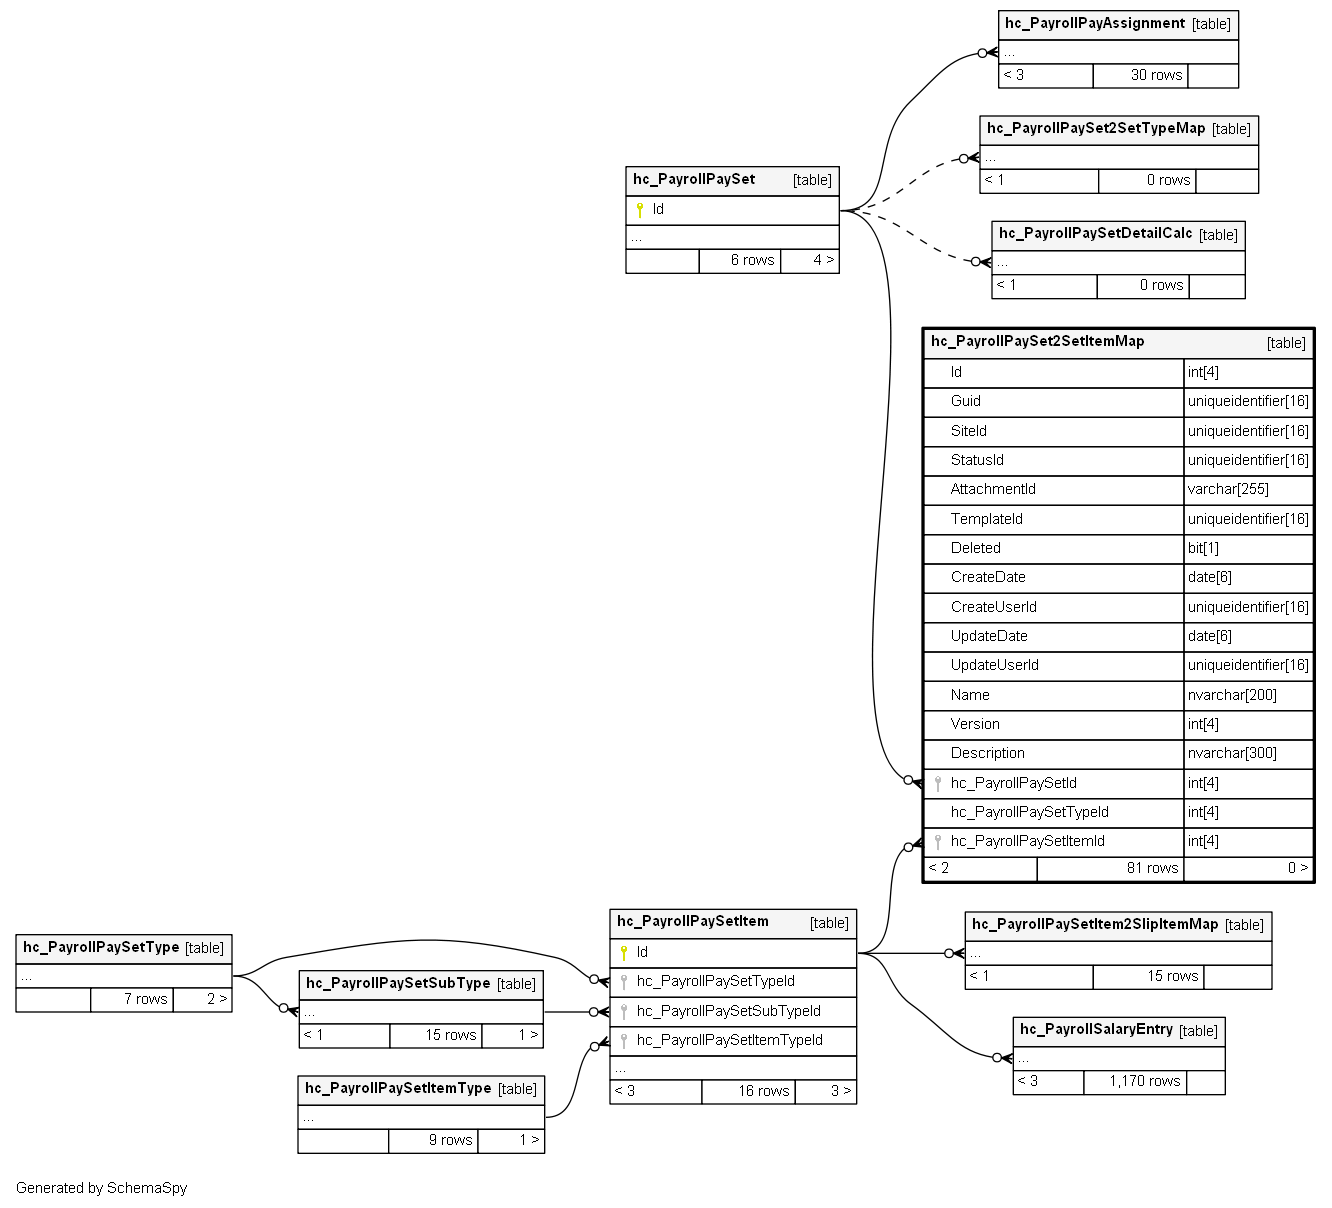 hc_PayrollPayAssignment [table]
...
< 3 30 rows
hc_PayrollPaySet2SetTypeMap [table]
...
< 1 0 rows
hc_PayrollPaySet [table]
Id
...
6 rows 4 >
hc_PayrollPaySetDetailCalc [table]
...
< 1 0 rows
hc_PayrollPaySet2SetItemMap [table]
Id int[4]
Guid uniqueidentifier[16]
SiteId uniqueidentifier[16]
StatusId uniqueidentifier[16]
AttachmentId varchar[255]
TemplateId uniqueidentifier[16]
Deleted bit[1]
CreateDate date[6]
CreateUserId uniqueidentifier[16]
UpdateDate date[6]
UpdateUserId uniqueidentifier[16]
Name nvarchar[200]
Version int[4]
Description nvarchar[300]
hc_PayrollPaySetId int[4]
hc_PayrollPaySetTypeId int[4]
hc_PayrollPaySetItemId int[4]
< 2 81 rows 0 >
hc_PayrollPaySetType [table]
...
7 rows 2 >
hc_PayrollPaySetSubType [table]
...
< 1 15 rows 1 >
hc_PayrollPaySetItemType [table]
...
9 rows 1 >
hc_PayrollPaySetItem [table]
Id
hc_PayrollPaySetTypeId
hc_PayrollPaySetSubTypeId
hc_PayrollPaySetItemTypeId
...
< 3 16 rows 3 >
hc_PayrollPaySetItem2SlipItemMap [table]
...
< 1 15 rows
hc_PayrollSalaryEntry [table]
...
< 3 1,170 rows
Generated by SchemaSpy